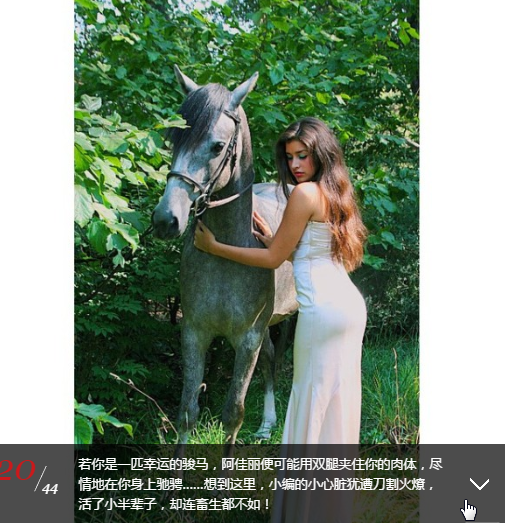 20/44
若你是一匹幸运的骏马，阿佳丽便可能用双腿夹住你的肉体，尽
情地在你身上驰骋......想到这里，小编的小心脏犹遭刀割火燎，
活了小半辈子，却连畜生都不如！